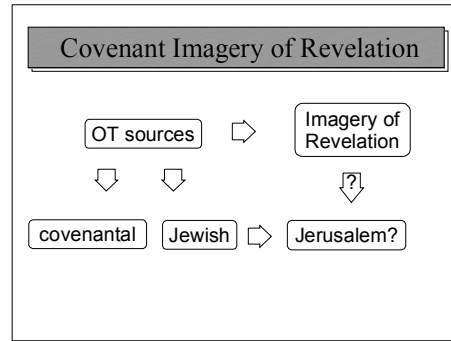 Covenant Imagery of Revelation
OT sources
Imagery of
Revelation
?
covenantal
Jewish
Jerusalem?